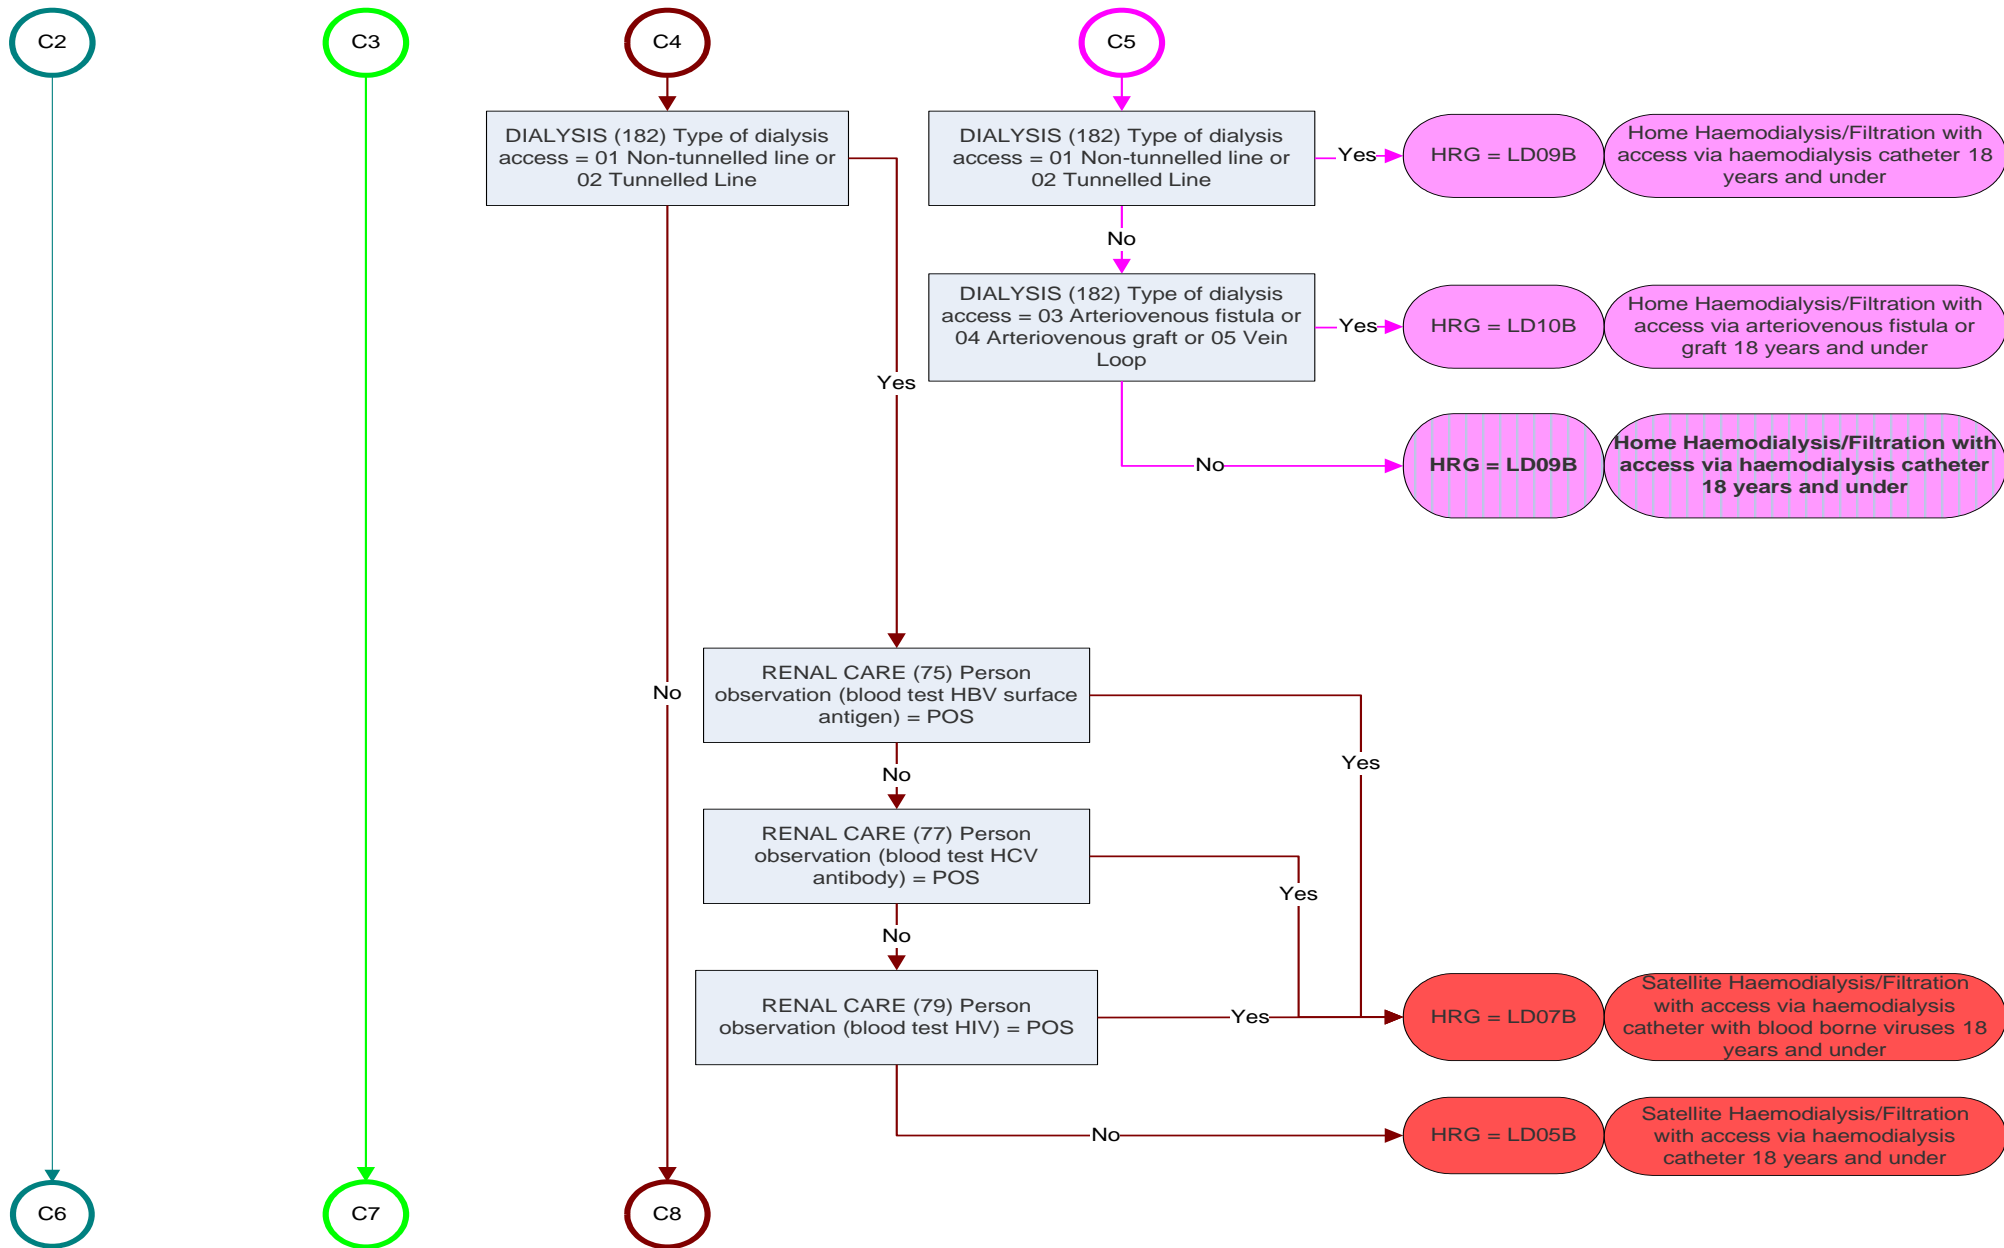 C2
C3
C4
C5
DIALYSIS (182) Type of dialysis
access = 01 Non-tunnelled line or
02 Tunnelled Line
DIALYSIS (182) Type of dialysis
access = 01 Non-tunnelled line or
02 Tunnelled Line
Yes
HRG = LD09B
Home Haemodialysis/Filtration with
access via haemodialysis catheter 18
years and under
No
DIALYSIS (182) Type of dialysis
access = 03 Arteriovenous fistula or
04 Arteriovenous graft or 05 Vein
Loop
Yes
HRG = LD10B
Home Haemodialysis/Filtration with
access via arteriovenous fistula or
graft 18 years and under
Yes
No
HRG = LD09B
Home Haemodialysis/Filtration with
access via haemodialysis catheter
18 years and under
No
RENAL CARE (75) Person
observation (blood test HBV surface
antigen) = POS
Yes
No
RENAL CARE (77) Person
observation (blood test HCV
antibody) = POS
Yes
No
RENAL CARE (79) Person
observation (blood test HIV) = POS
Yes
HRG = LD07B
Satellite Haemodialysis/Filtration
with access via haemodialysis
catheter with blood borne viruses 18
years and under
No
HRG = LD05B
Satellite Haemodialysis/Filtration
with access via haemodialysis
catheter 18 years and under
C6
C7
C8